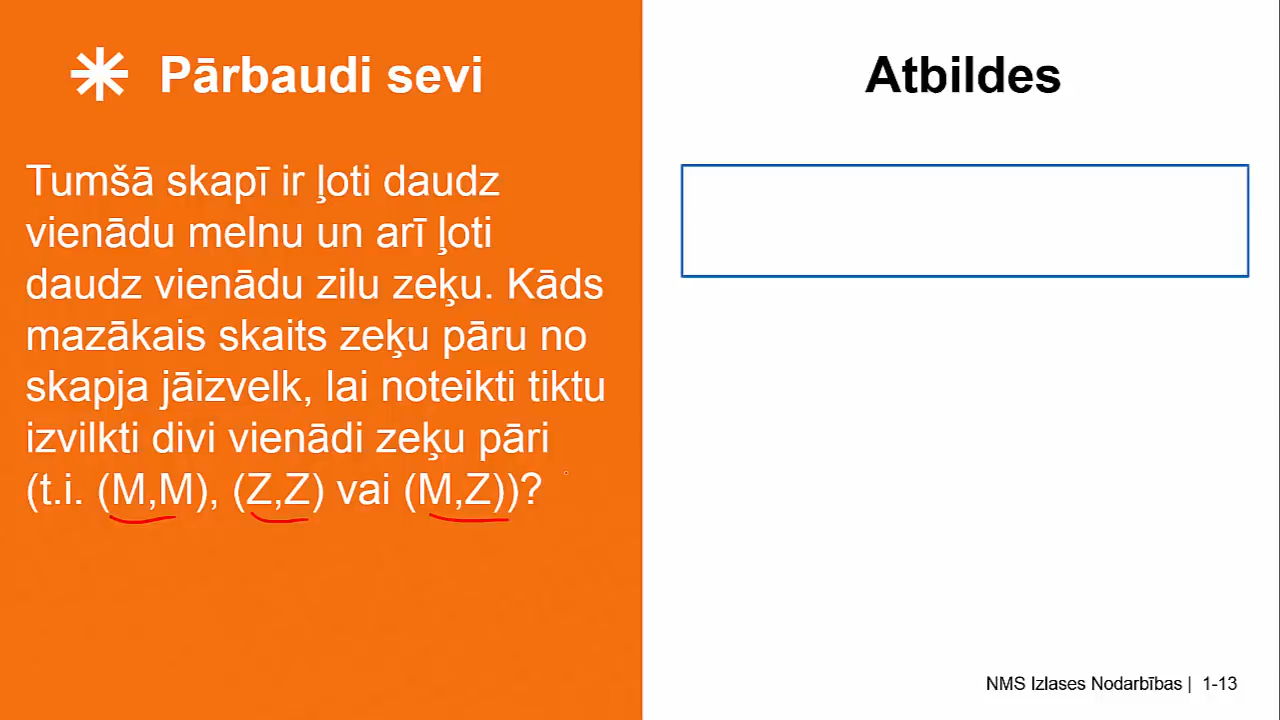 Pārbaudi sevi
Tumšā skapī ir ļoti daudz
vienādu melnu un arī ļoti
daudz vienādu zilu zeķu. Kāds
mazākais skaits zeķu pāru no
skapja jāizvelk, lai noteikti tiktu
izvilkti divi vienādi zeķu pāri
(t.i. (M,M), (Z,Z) vai (M,Z))?
Atbildes
NMS Izlases Nodarbības | 1-13